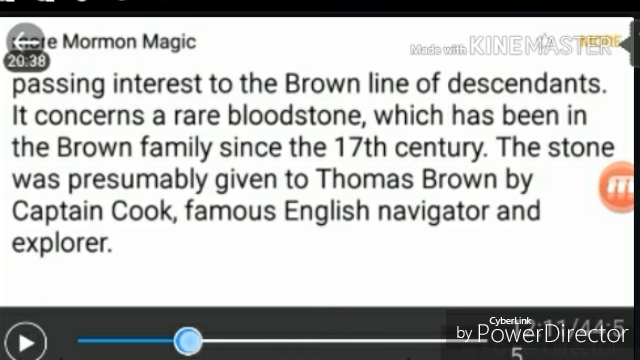 more Mormon Magic
Made with KINEMASTER
20:38
passing interest to the Brown line of descendants.
It concerns a rare bloodstone, which has been in
the Brown family since the 17th century. The stone
was presumably given to Thomas Brown by
Captain Cook, famous English navigator and
explorer.
CyberLink
by PowerDirector